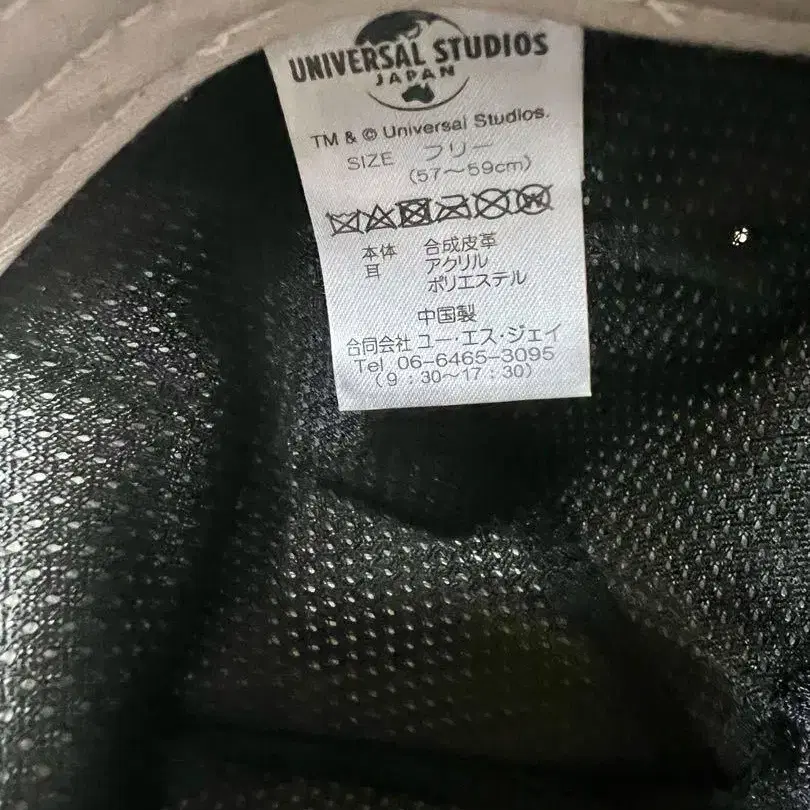 UNIVERSAL STUDIOS
JAPAN
TM & © Universal Studios.
SIZE フリー
(57～59cm)
本体 合成皮革
耳 アクリル
ポリエステル
中国製
合同会社 ユー・エス・ジェイ
Tel 06-6465-3095
(9:30～17:30)